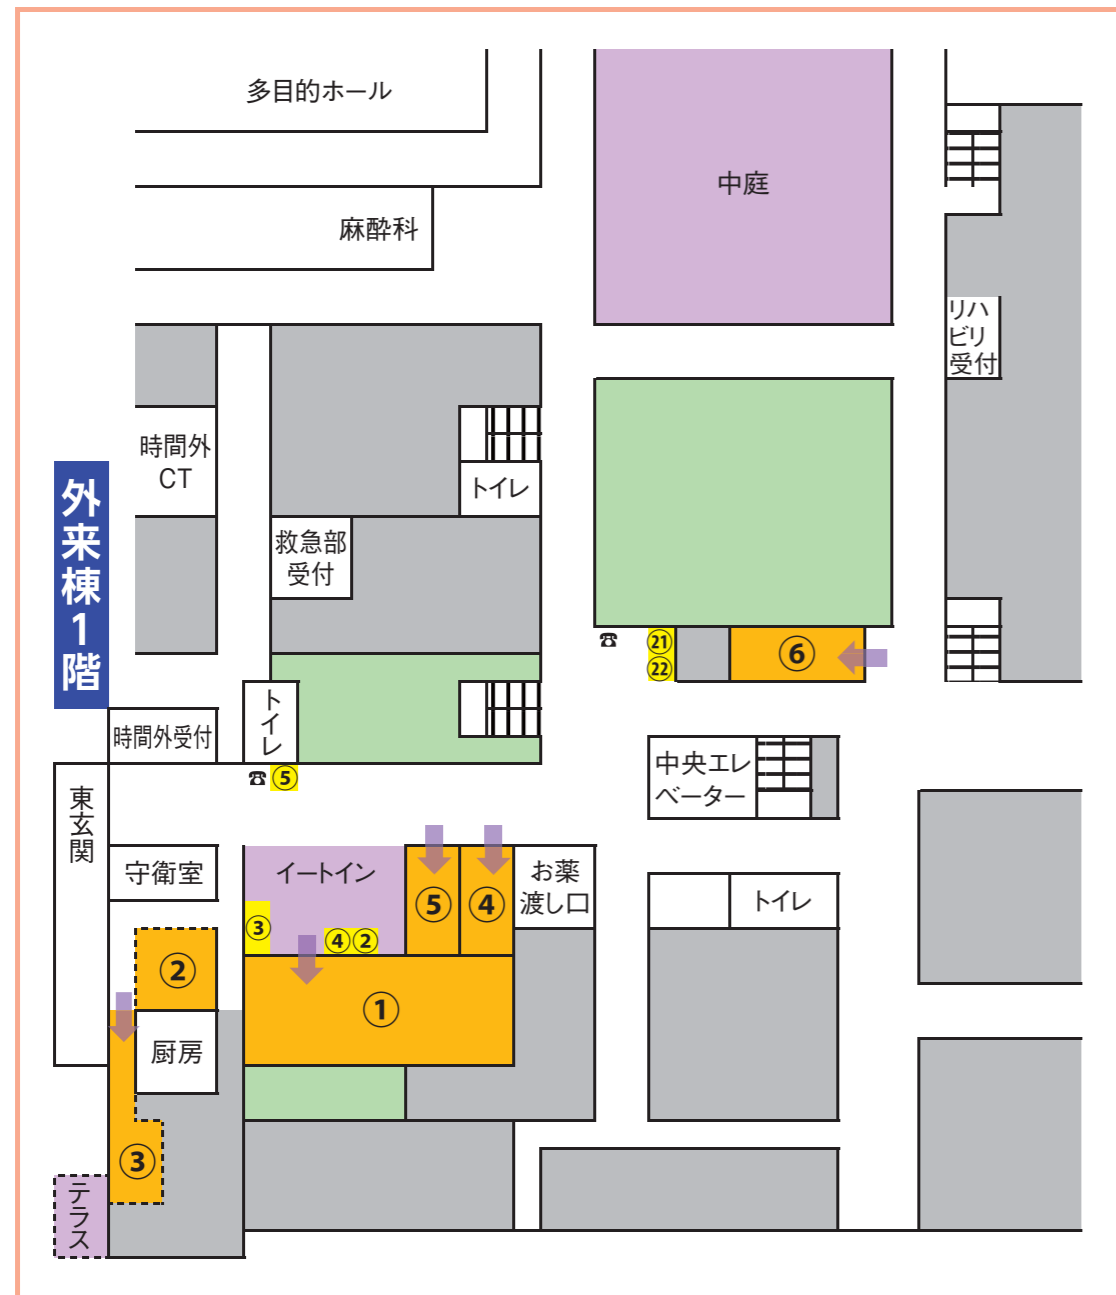 多目的ホール
中庭
麻酔科
リハ
ビリ
受付
時間外
CT
トイレ
外来棟1階
救急部
受付
☎
㉑
㉒
⑥
トイレ
時間外受付
☎ ⑤
中央エレ
ベーター
東玄関
守衛室
イートイン
⑤
④
お薬
渡し口
トイレ
③
④②
②
①
厨房
③
テラス